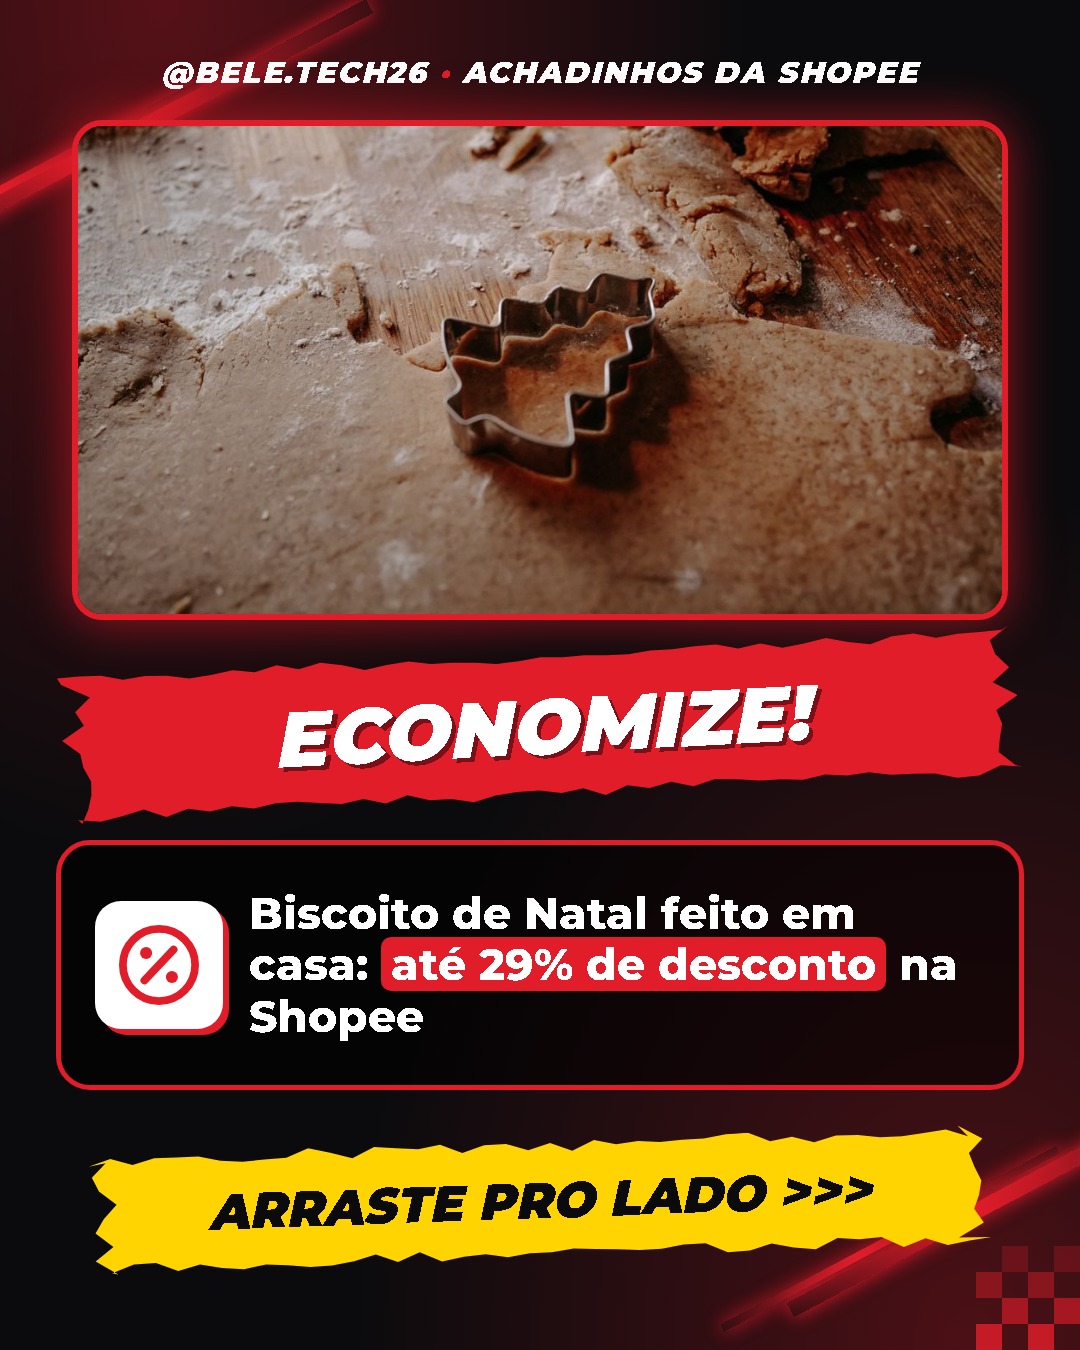 @BELE.TECH26 • ACHADINHOS DA SHOPEE
ECONOMIZE!
Biscoito de Natal feito em
casa: até 29% de desconto na
Shopee
ARRASTE PRO LADO >>>